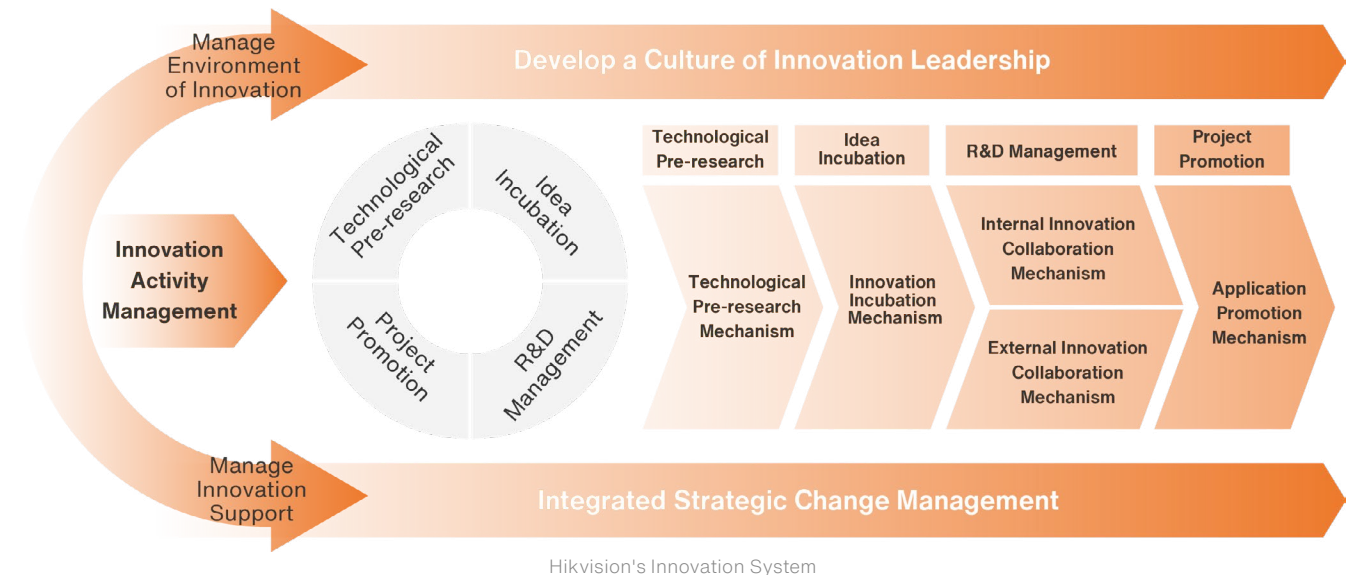 Manage
Environment
of Innovation
Develop a Culture of Innovation Leadership
Innovation
Activity
Management
Technological
Pre-research
Idea
Incubation
Project
Promotion
R&D
Management
Technological
Pre-research
Idea
Incubation
R&D Management
Project
Promotion
Technological
Pre-research
Mechanism
Innovation
Incubation
Mechanism
Internal Innovation
Collaboration
Mechanism
External Innovation
Collaboration
Mechanism
Application
Promotion
Mechanism
Manage
Innovation
Support
Integrated Strategic Change Management
Hikvision's Innovation System